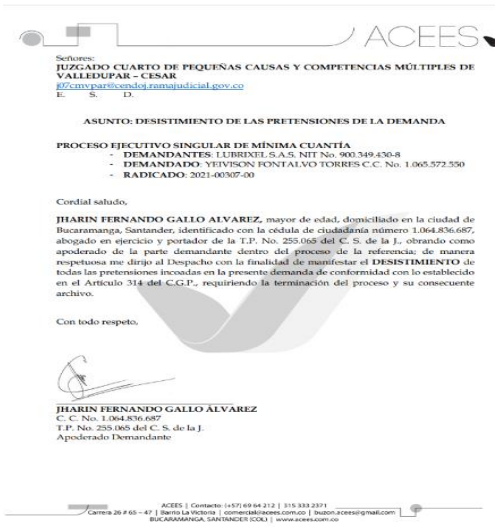 ACEES
Señores:
JUZGADO CUARTO DE PEQUEÑAS CAUSAS Y COMPETENCIAS MÚLTIPLES DE
VALLEDUPAR – CESAR
j07cmvpar@cendoj.ramajudicial.gov.co
E. S. D.
ASUNTO: DESISTIMIENTO DE LAS PRETENSIONES DE LA DEMANDA
PROCESO EJECUTIVO SINGULAR DE MÍNIMA CUANTÍA
- DEMANDANTES: LUBRIXEL S.A.S. NIT No. 900.349.430-8
- DEMANDADO: YEIVISON FONTALVO TORRES C.C. No. 1.065.572.550
- RADICADO: 2021-00307-00
Cordial saludo,
JHARIN FERNANDO GALLO ALVAREZ, mayor de edad, domiciliado en la ciudad de
Bucaramanga, Santander, identificado con la cédula de ciudadanía número 1.064.836.687,
abogado en ejercicio y portador de la T.P. No. 255.065 del C. S. de la J., obrando como
apoderado de la parte demandante dentro del proceso de la referencia; de manera
respetuosa me dirijo al Despacho con la finalidad de manifestar el DESISTIMIENTO de
todas las pretensiones incoadas en la presente demanda de conformidad con lo establecido
en el Artículo 314 del C.G.P., requiriendo la terminación del proceso y su consecuente
archivo.
Con todo respeto,
JHARIN FERNANDO GALLO ÁLVAREZ
C. C. No. 1.064.836.687
T.P. No. 255.065 del C. S. de la J.
Apoderado Demandante
ACEES | Contacto: (+57) 69 64 212 | 315 333 2371
Carrera 26 # 65 – 47 | Barrio La Victoria | comercial@acees.com.co | buzon.acees@gmail.com
BUCARAMANGA, SANTANDER (COL) | www.acees.com.co